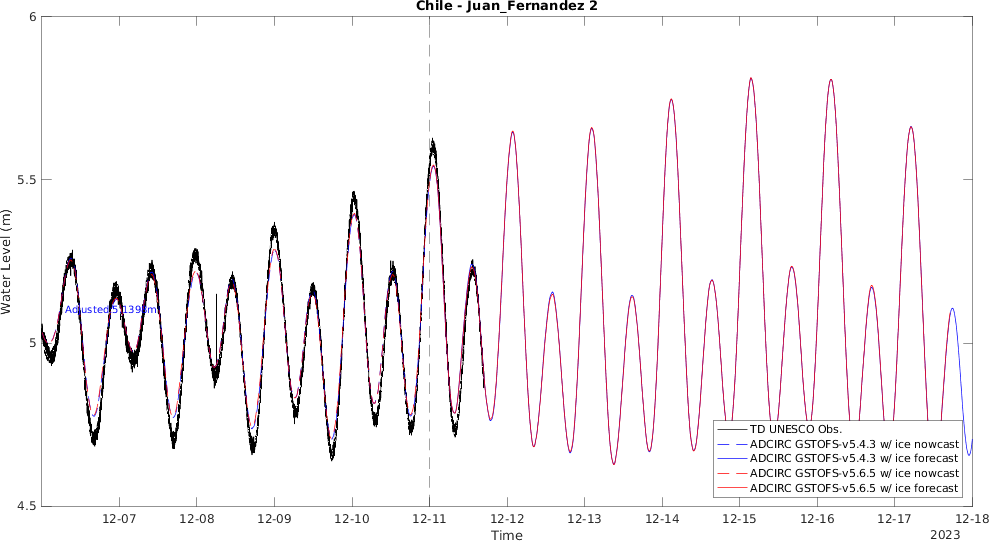 Chile - Juan_Fernandez 2
6
5.5
5
4.5
Water Level (m)
Adjusted 5.1398m
TD UNESCO Obs.
ADCIRC GSTOFS-v5.4.3 w/ ice nowcast
ADCIRC GSTOFS-v5.4.3 w/ ice forecast
ADCIRC GSTOFS-v5.6.5 w/ ice nowcast
ADCIRC GSTOFS-v5.6.5 w/ ice forecast
12-07 12-08 12-09 12-10 12-11 12-12 12-13 12-14 12-15 12-16 12-17 12-18
Time
2023